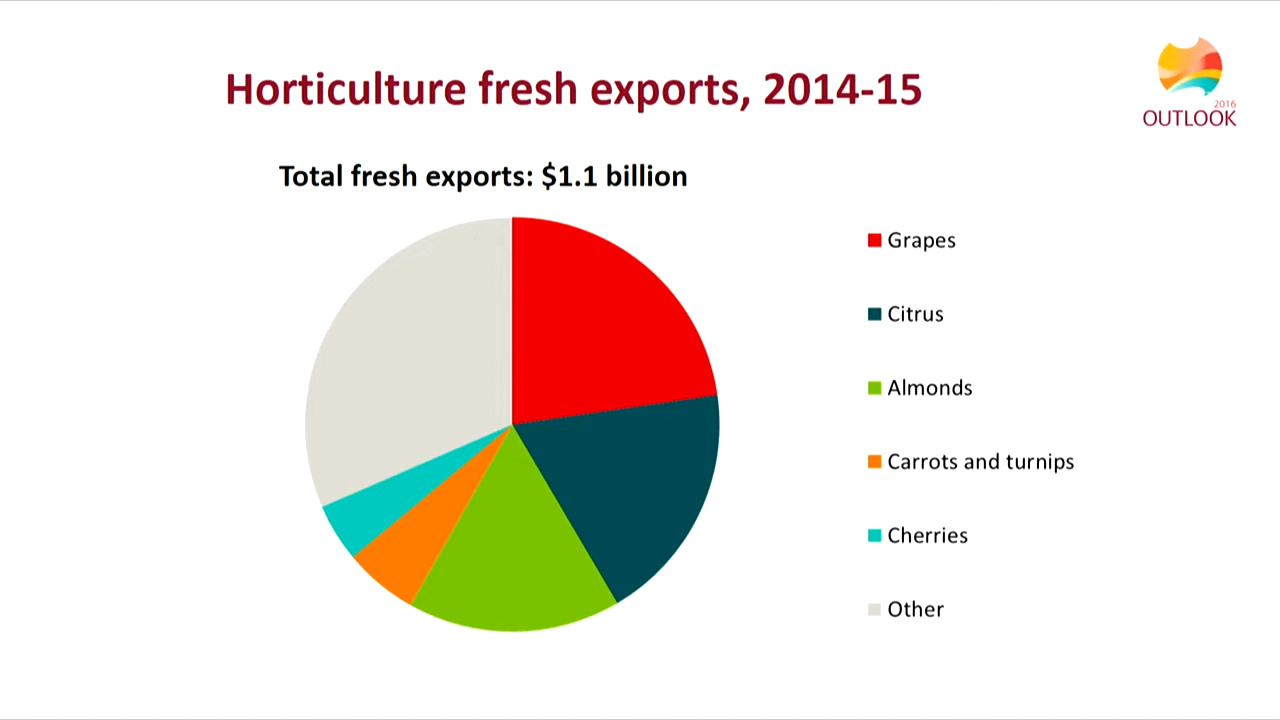 Horticulture fresh exports, 2014-15
2016
OUTLOOK
Total fresh exports: $1.1 billion
Grapes
Citrus
Almonds
Carrots and turnips
Cherries
Other